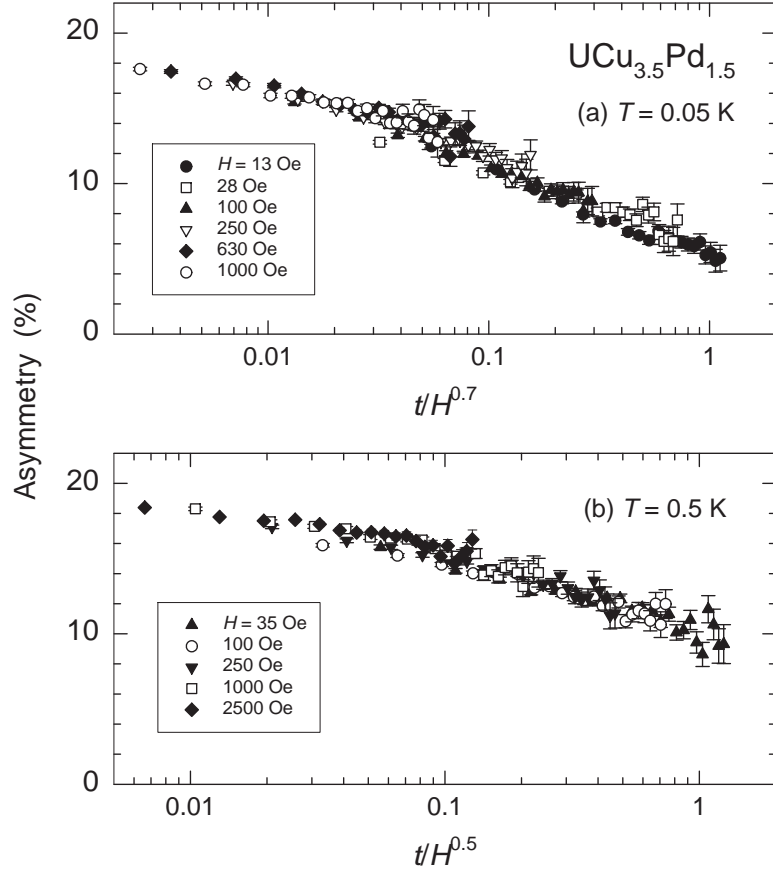 20
10
0
UCu3.5Pd1.5
(a) T = 0.05 K
H = 13 Oe
28 Oe
100 Oe
250 Oe
630 Oe
1000 Oe
0.01 0.1 1
t/H^0.7
Asymmetry (%)
20
10
0
(b) T = 0.5 K
H = 35 Oe
100 Oe
250 Oe
1000 Oe
2500 Oe
0.01 0.1 1
t/H^0.5